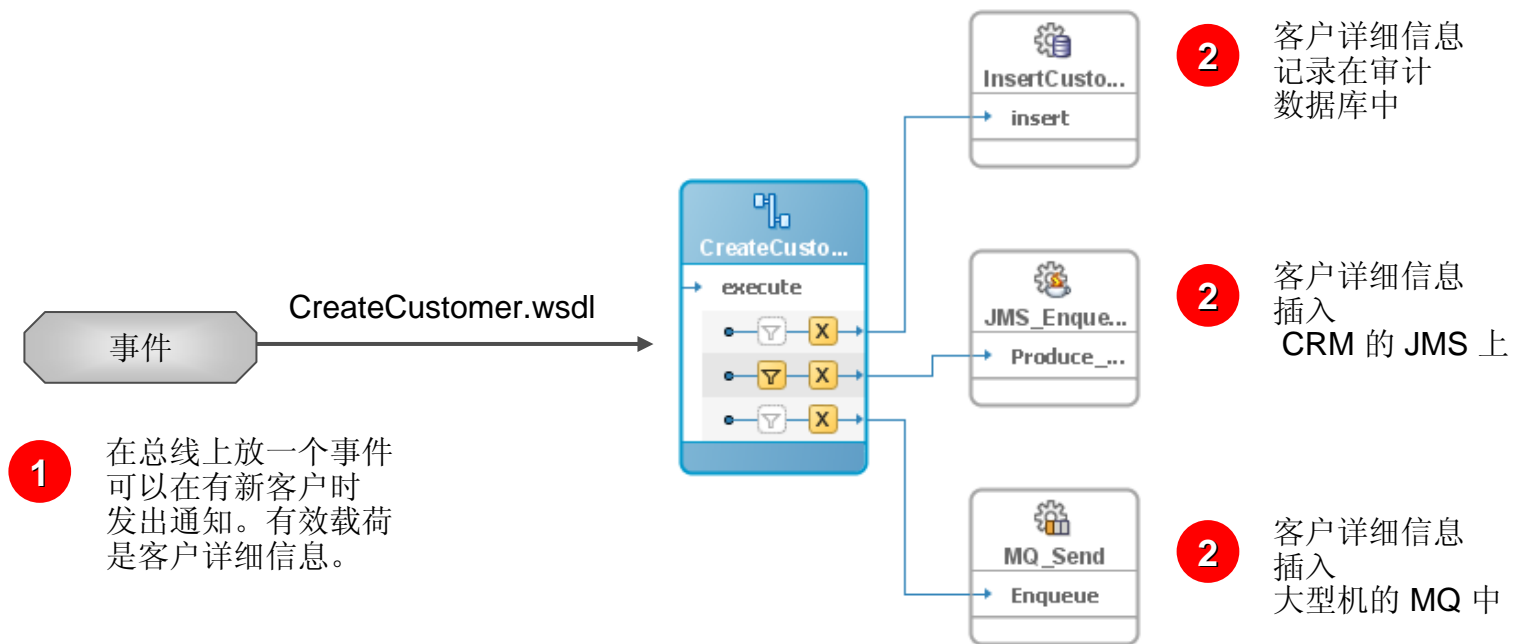 事件
CreateCustomer.wsdl
1
在总线上放一个事件
可以在有新客户时
发出通知。有效载荷
是客户详细信息。
CreateCusto...
execute
X
X
X
InsertCusto...
insert
2
客户详细信息
记录在审计
数据库中
JMS_Enque...
Produce_...
2
客户详细信息
插入
CRM 的 JMS 上
MQ_Send
Enqueue
2
客户详细信息
插入
大型机的 MQ 中